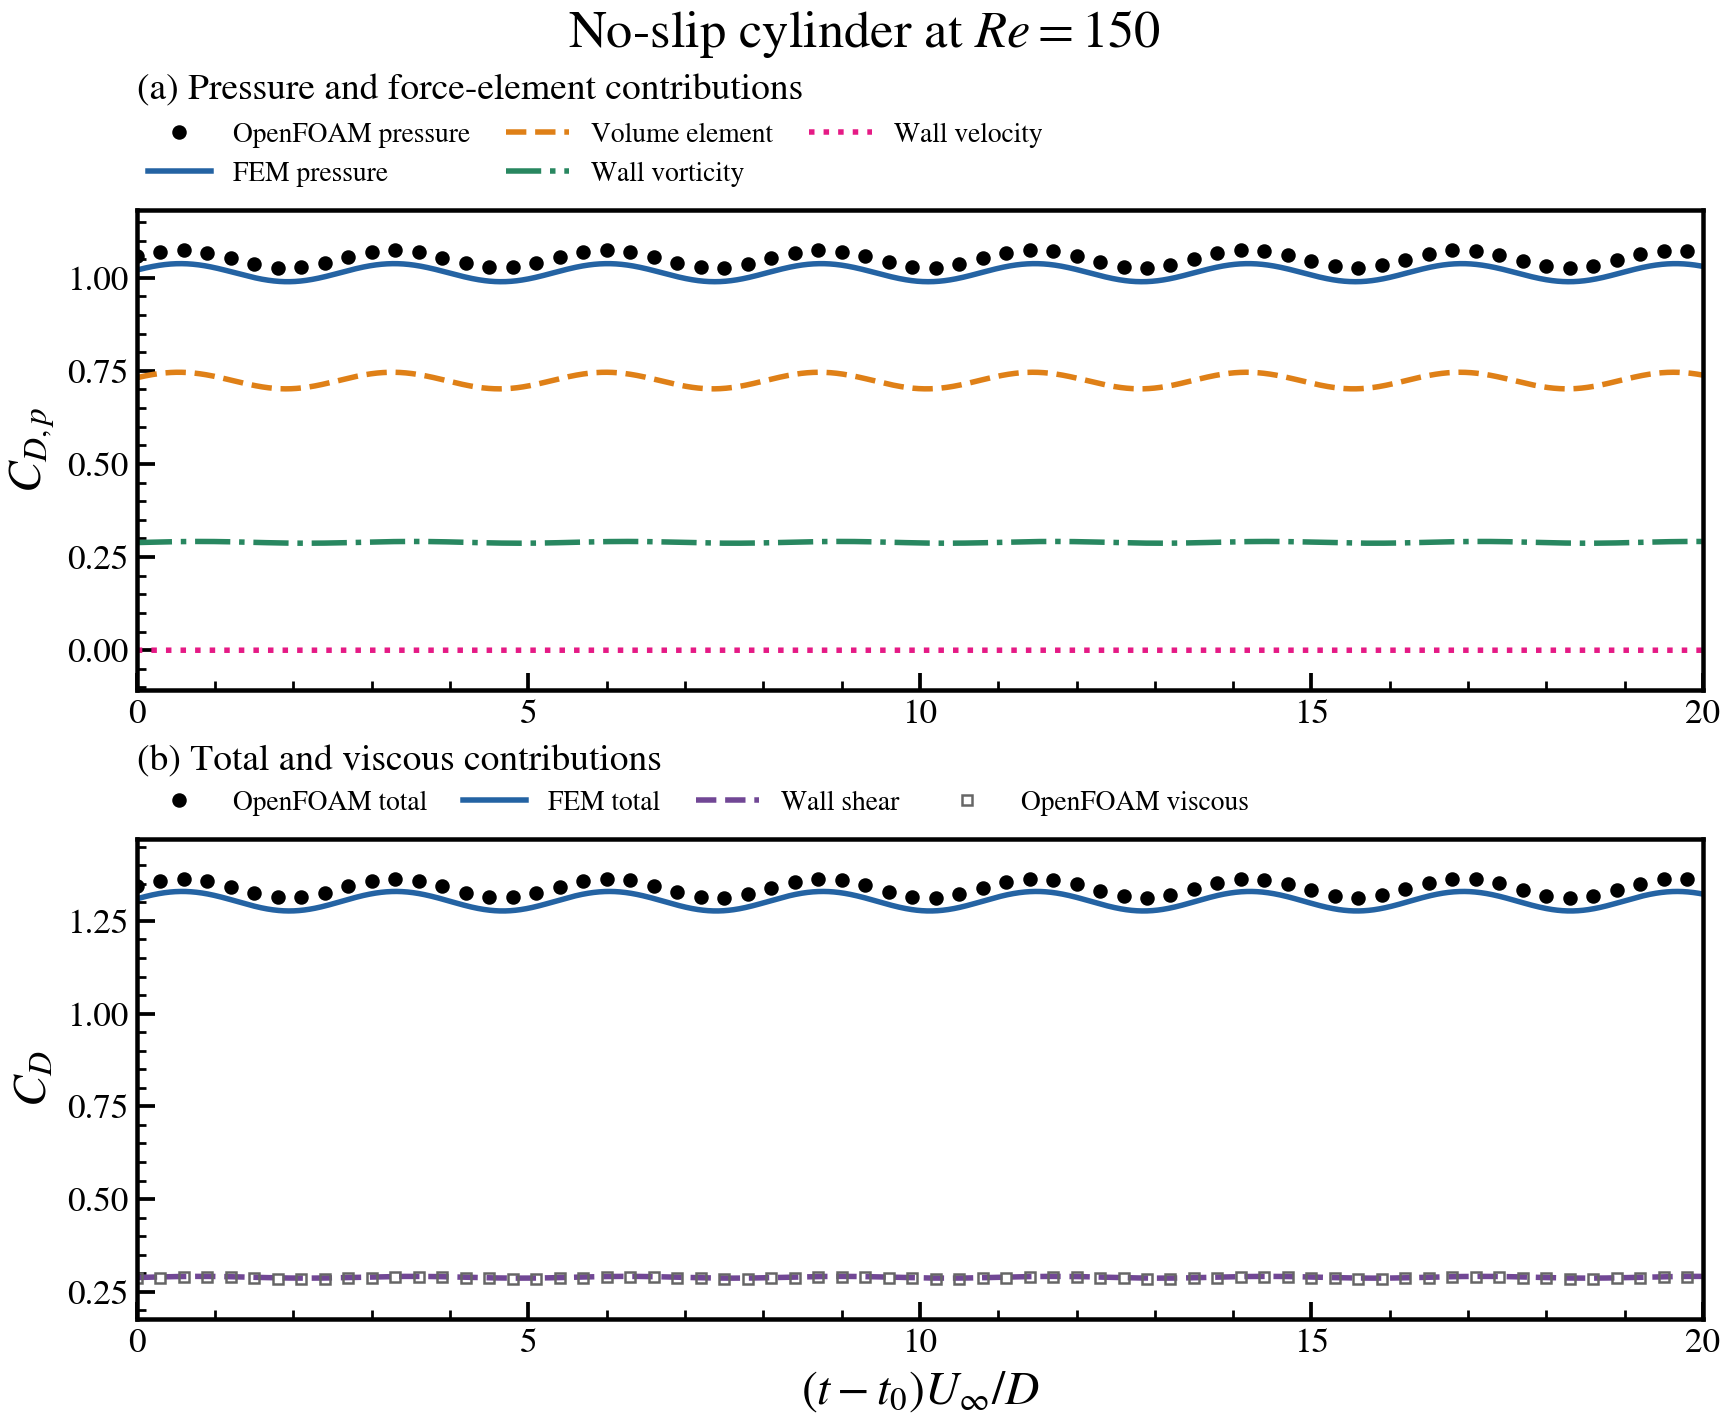 No-slip cylinder at Re = 150
(a) Pressure and force-element contributions
OpenFOAM pressure
Volume element
Wall velocity
FEM pressure
Wall vorticity
1.00
0.75
0.50
0.25
0.00
C_{D,p}
0 5 10 15 20
(b) Total and viscous contributions
OpenFOAM total
FEM total
Wall shear
OpenFOAM viscous
1.25
1.00
0.75
0.50
0.25
C_D
0 5 10 15 20
(t − t_0)U_∞/D